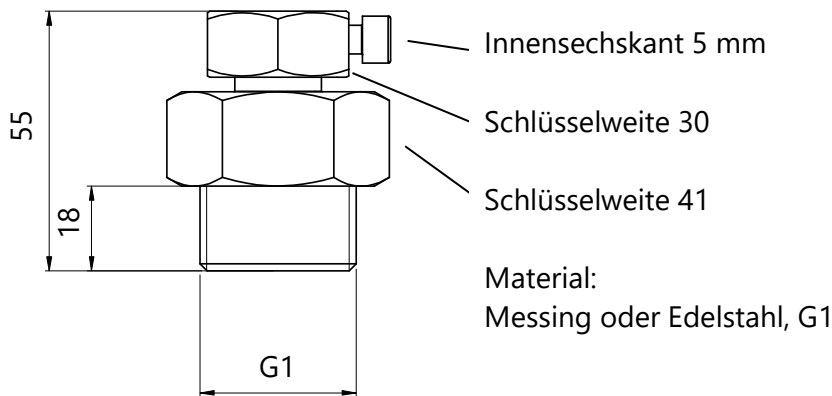 55
18
G1
Innensechskant 5 mm
Schlüsselweite 30
Schlüsselweite 41
Material:
Messing oder Edelstahl, G1